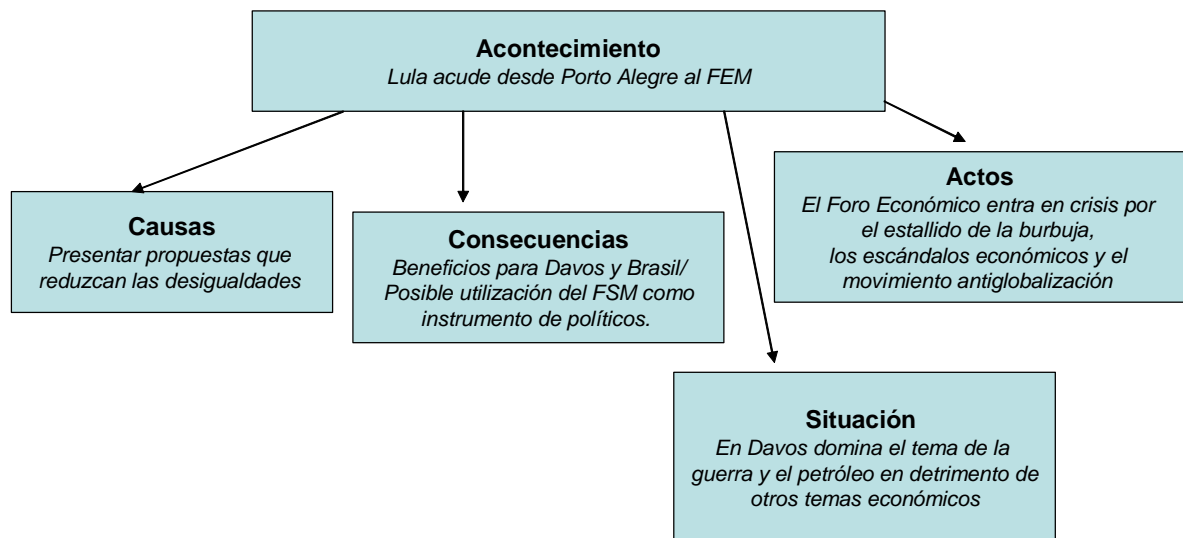 Acontecimiento
Lula acude desde Porto Alegre al FEM
Causas
Presentar propuestas que
reduzcan las desigualdades
Consecuencias
Beneficios para Davos y Brasil/
Posible utilización del FSM como
instrumento de políticos.
Actos
El Foro Económico entra en crisis por
el estallido de la burbuja,
los escándalos económicos y el
movimiento antiglobalización
Situación
En Davos domina el tema de la
guerra y el petróleo en detrimento de
otros temas económicos